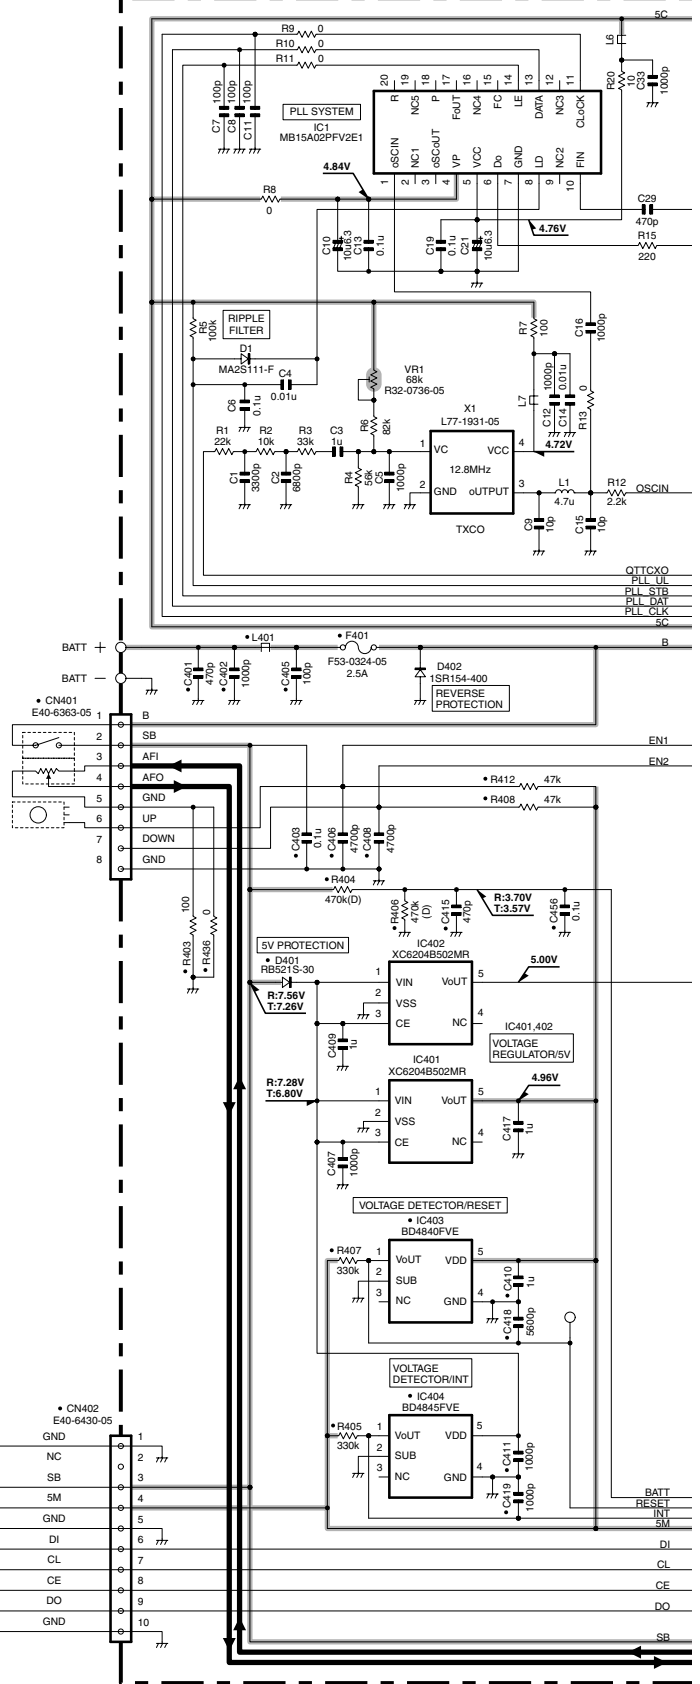 5C
R9 0
R10 0
R11 0
L6
R20
10
C33
1000p
C7
100p
C8
100p
C11
100p
PLL SYSTEM
IC1
MB15A02PFV2E1
20 19 18 17 16 15 14 13 12 11
R NC5 P FoUT NC4 FC LE DATA NC3 CLoCK
oSCIN NC1 oSCoUT VP VCC Do GND LD NC2 FIN
1 2 3 4 5 6 7 8 9 10
4.84V
R8
0
C29
470p
4.76V
R15
220
C10
10u6.3
C13
0.1u
C19
0.1u
C21
10u6.3
R5
100k
RIPPLE
FILTER
R7
100
C16
1000p
D1
MA2S111-F
C4
0.01u
C6
0.1u
VR1
68k
R32-0736-05
X1
L77-1931-05
L7
C12
1000p
C14
0.01u
R13
0
R1
22k
R2
10k
R3
33k
C3
1u
R6
82k
C1
3300p
C2
6800p
R4
56k
C5
1000p
1 VC VCC 4
4.72V
12.8MHz
2 GND oUTPUT 3
TXCO
L1
4.7u
R12
2.2k
OSCIN
C9
10p
C15
10p
QTTCXO
PLL_UL
PLL_STB
PLL_DAT
PLL_CLK
5C
BATT +
L401
F401
F53-0324-05
2.5A
B
C401
470p
C402
1000p
C405
100p
D402
1SR154-400
REVERSE
PROTECTION
BATT −
CN401
E40-6363-05
1 B
2 SB
3 AFI
4 AFO
5 GND
6 UP
7 DOWN
8 GND
EN1
EN2
R412 47k
R408 47k
C403
0.1u
C406
4700p
C408
4700p
R404
470k(D)
R406
470k
(D)
C415
470p
R:3.70V
T:3.57V
C456
0.1u
R403
100
R436
0
5V PROTECTION
D401
RB521S-30
R:7.56V
T:7.26V
IC402
XC6204B502MR
1 VIN VoUT 5
2 VSS
3 CE NC 4
5.00V
C409
1u
IC401,402
VOLTAGE
REGULATOR/5V
IC401
XC6204B502MR
R:7.28V
T:6.80V
1 VIN VoUT 5
2 VSS
3 CE NC 4
4.96V
C417
1u
C407
1000p
VOLTAGE DETECTOR/RESET
IC403
BD4840FVE
R407
330k
1 VoUT VDD 5
2 SUB
3 NC GND 4
C410
1u
C418
5600p
VOLTAGE
DETECTOR/INT
IC404
BD4845FVE
R405
330k
1 VoUT VDD 5
2 SUB
3 NC GND 4
C411
1000p
C419
1000p
CN402
E40-6430-05
GND 1
NC 2
SB 3
5M 4
GND 5
DI 6
CL 7
CE 8
DO 9
GND 10
BATT
RESET
INT
5M
DI
CL
CE
DO
SB